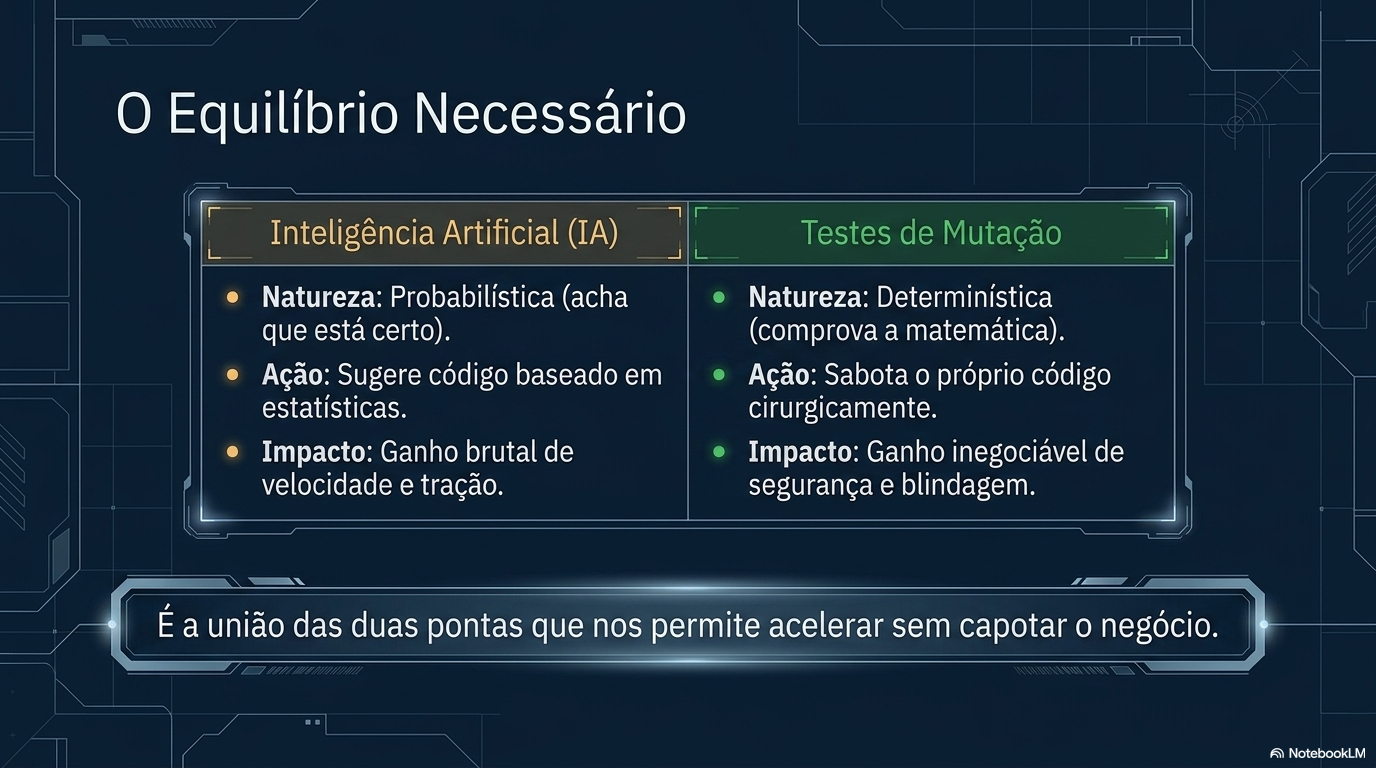 O Equilíbrio Necessário
Inteligência Artificial (IA)
Natureza: Probabilística (acha
que está certo).
Ação: Sugere código baseado em
estatísticas.
Impacto: Ganho brutal de
velocidade e tração.
Testes de Mutação
Natureza: Determinística
(comprova a matemática).
Ação: Sabota o próprio código
cirurgicamente.
Impacto: Ganho inegociável de
segurança e blindagem.
É a união das duas pontas que nos permite acelerar sem capotar o negócio.
NotebookLM